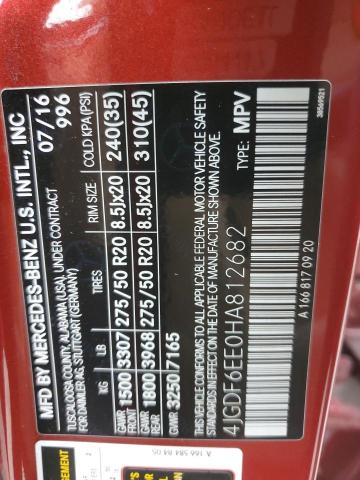 MFD BY MERCEDES-BENZ U.S. INTL., INC
TUSCALOOSA COUNTY, ALABAMA (USA), UNDER CONTRACT
FOR DAIMLER KG, STUTTGART (GERMANY)
07/16
996
KG LB TIRES RIM SIZE COLD KPA(PSI)
GAWR FRONT 1500 3307 275/50 R20 8.5Jx20 240(35)
GAWR REAR 1800 3968 275/50 R20 8.5Jx20 310(45)
GVWR 3250 7165
THIS VEHICLE CONFORMS TO ALL APPLICABLE FEDERAL MOTOR VEHICLE SAFETY
STANDARDS IN EFFECT ON THE DATE OF MANUFACTURE SHOWN ABOVE.
4JGDF6EE0HA812682 TYPE: MPV
A 166 817 09 20
A 166 584 84 05